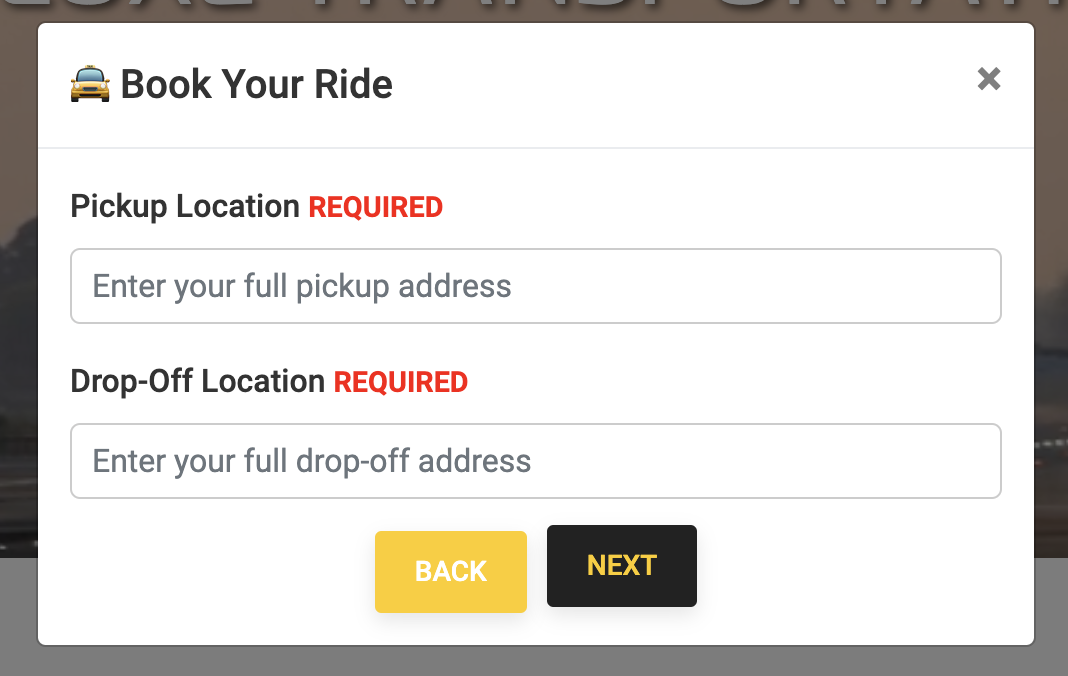 🚖 Book Your Ride ×
Pickup Location REQUIRED
Enter your full pickup address
Drop-Off Location REQUIRED
Enter your full drop-off address
BACK NEXT